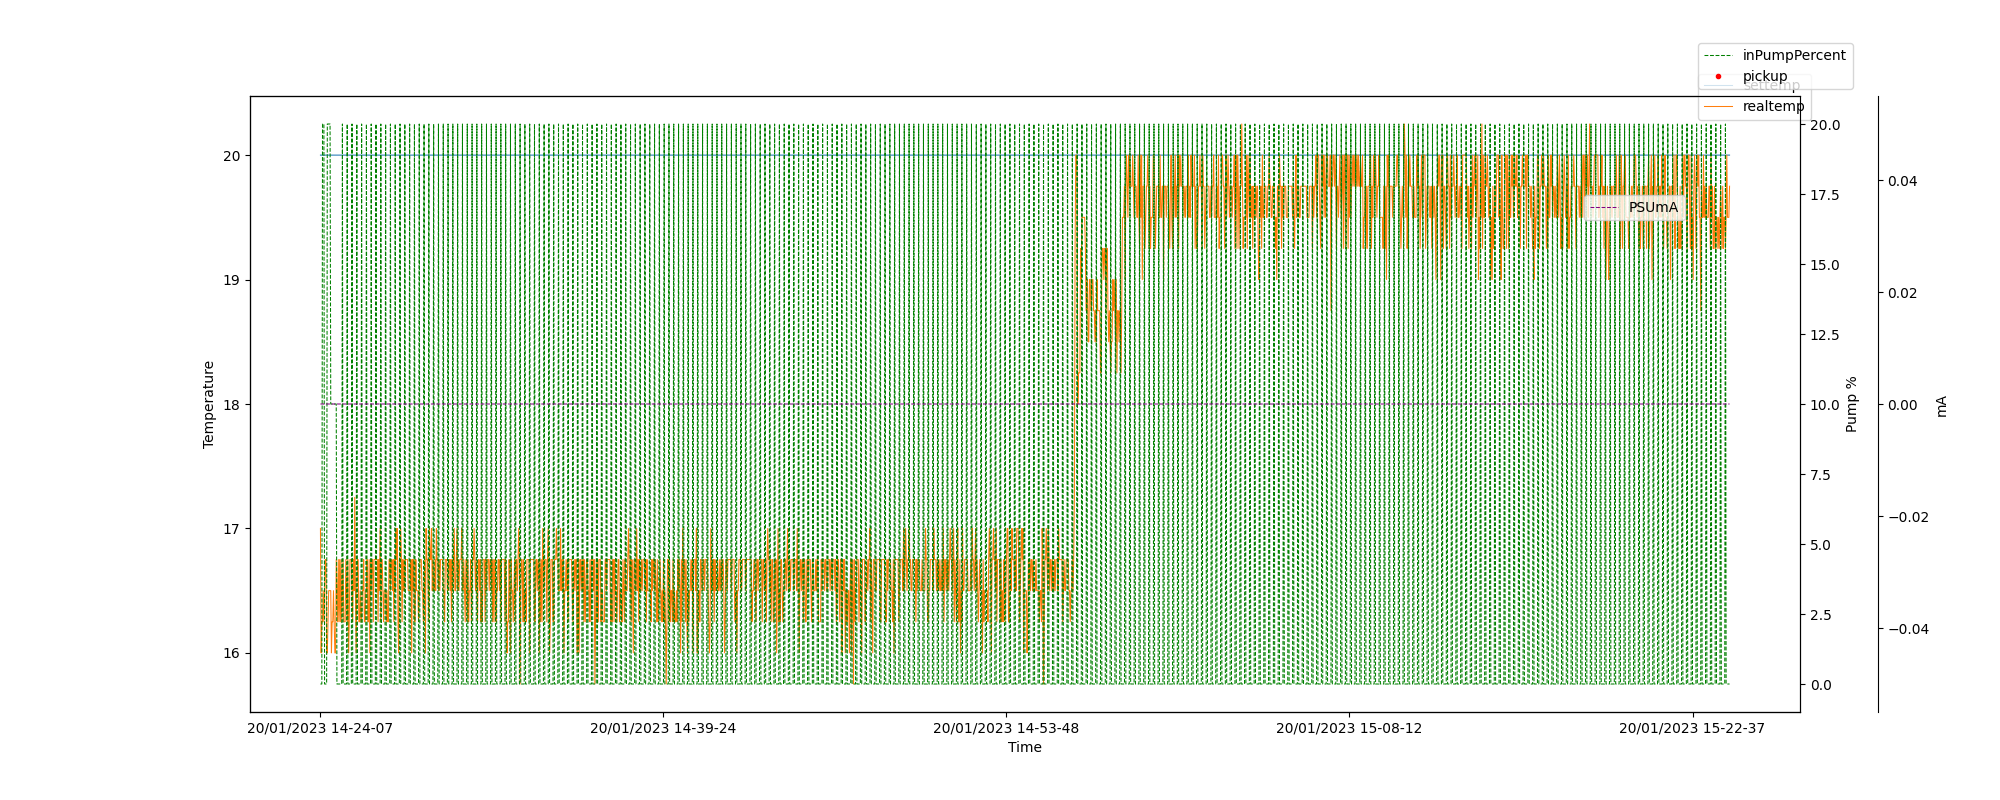 inPumpPercent
pickup
settemp
realtemp
PSUmA
Temperature
20
19
18
17
16
20.0
17.5
15.0
12.5
10.0
7.5
5.0
2.5
0.0
Pump %
0.04
0.02
0.00
−0.02
−0.04
mA
20/01/2023 14-24-07
20/01/2023 14-39-24
20/01/2023 14-53-48
20/01/2023 15-08-12
20/01/2023 15-22-37
Time